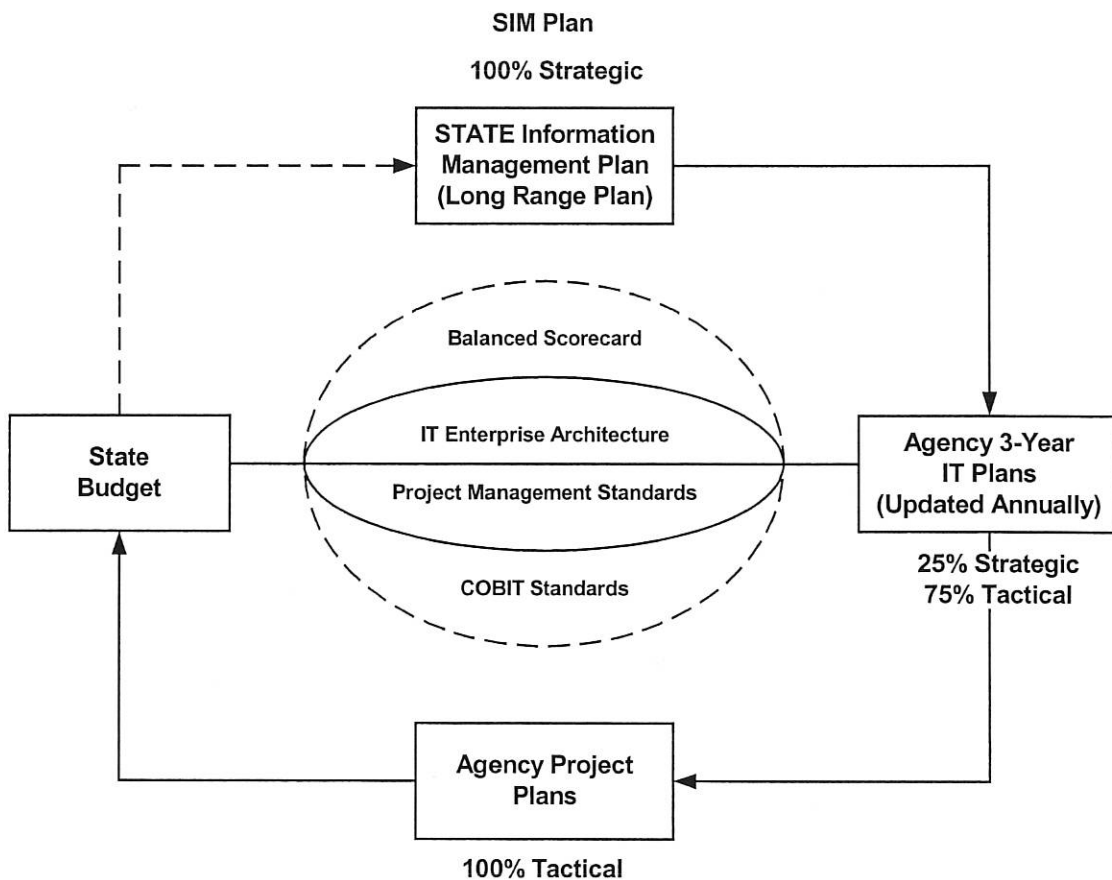 SIM Plan
100% Strategic
STATE Information
Management Plan
(Long Range Plan)
Balanced Scorecard
IT Enterprise Architecture
Project Management Standards
COBIT Standards
State
Budget
Agency 3-Year
IT Plans
(Updated Annually)
25% Strategic
75% Tactical
Agency Project
Plans
100% Tactical